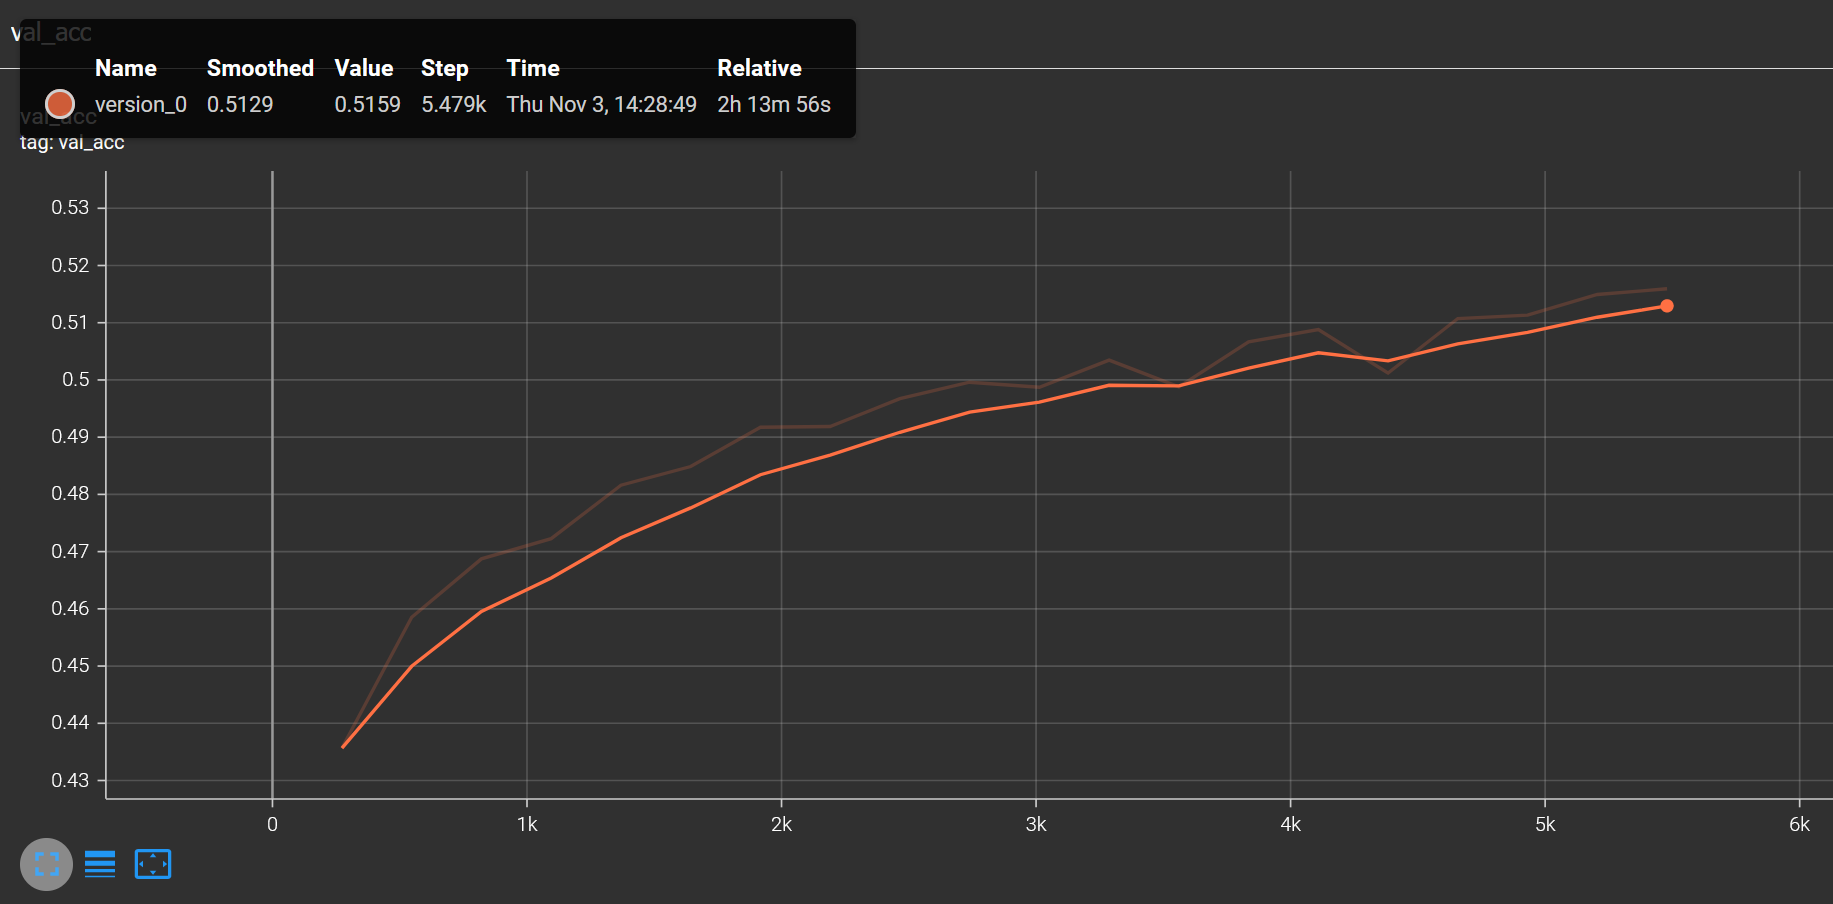 val_acc
Name Smoothed Value Step Time Relative
version_0 0.5129 0.5159 5.479k Thu Nov 3, 14:28:49 2h 13m 56s
val_acc
tag: val_acc
0.53
0.52
0.51
0.5
0.49
0.48
0.47
0.46
0.45
0.44
0.43
0 1k 2k 3k 4k 5k 6k